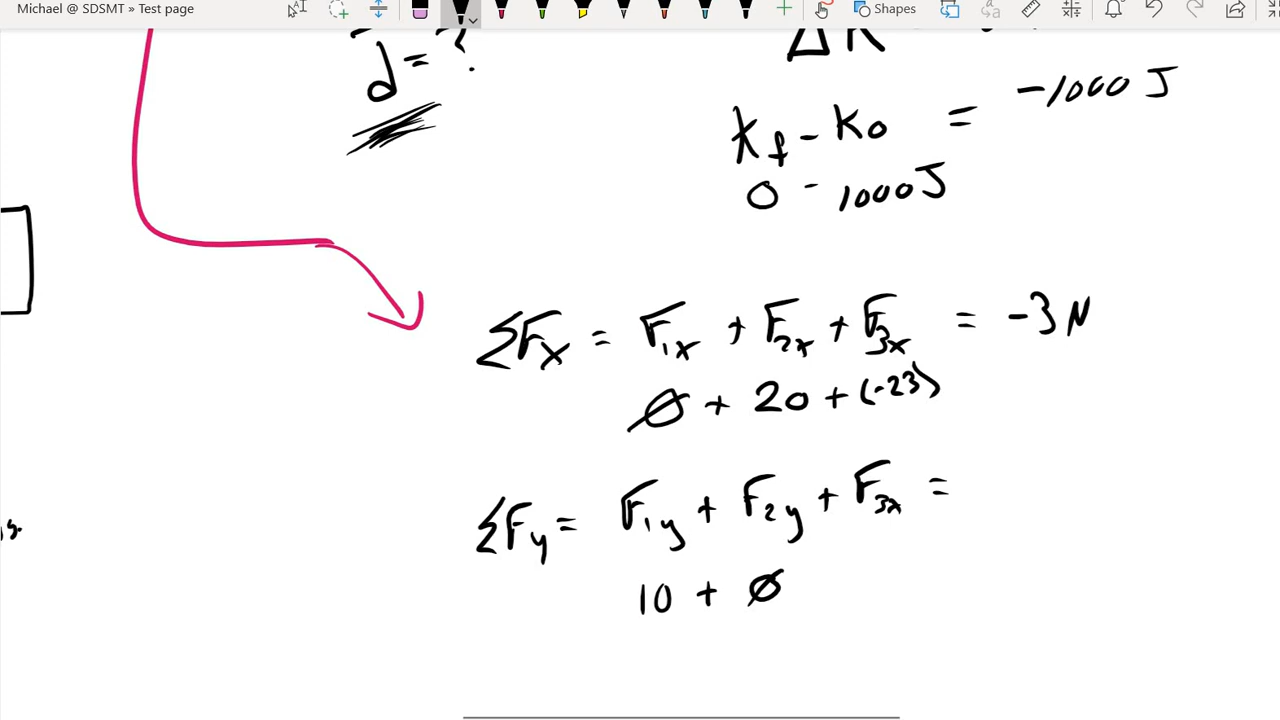 Michael @ SDSMT » Test page
Shapes
d = ?
ΔK =
Kf - K0 = -1000 J
0 - 1000 J
ΣFx = F1x + F2x + F3x = -3 N
Ø + 20 + (-23)
ΣFy = F1y + F2y + F3x =
10 + Ø